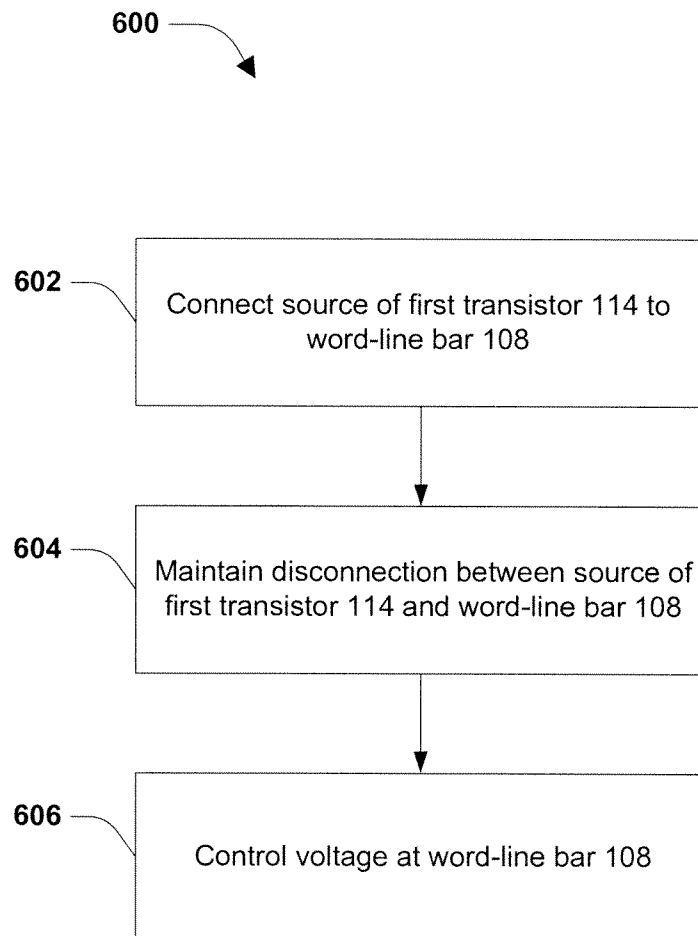 600
602
Connect source of first transistor 114 to
word-line bar 108
604
Maintain disconnection between source of
first transistor 114 and word-line bar 108
606
Control voltage at word-line bar 108